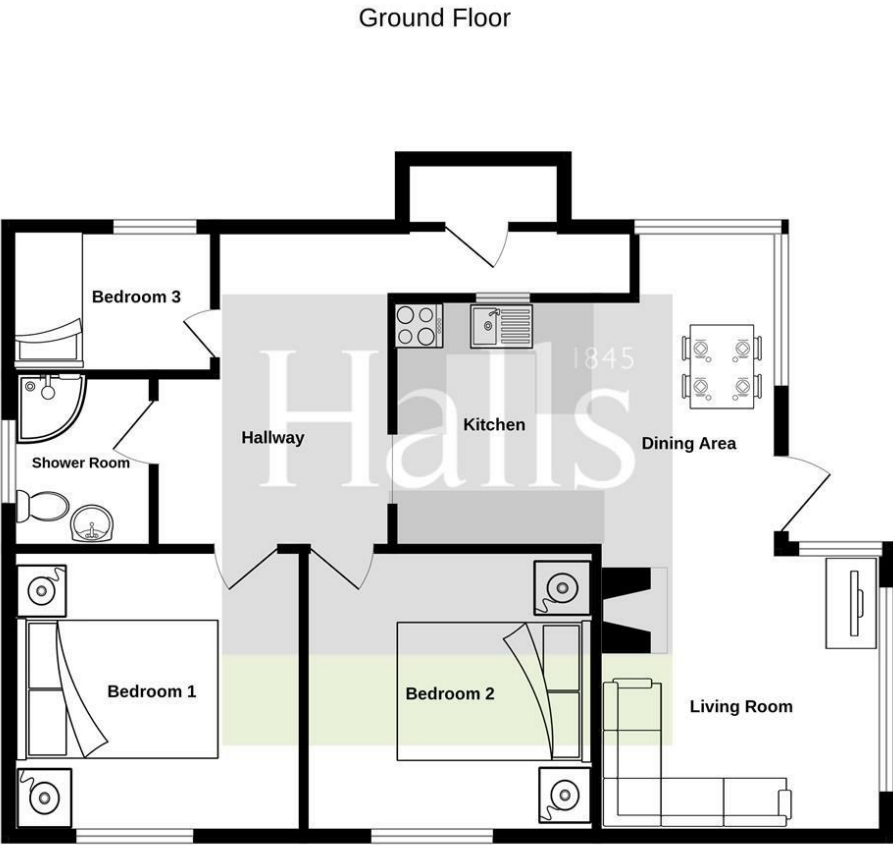 Ground Floor
Bedroom 3
1845
Halls
Kitchen
Hallway
Dining Area
Shower Room
Bedroom 1
Bedroom 2
Living Room